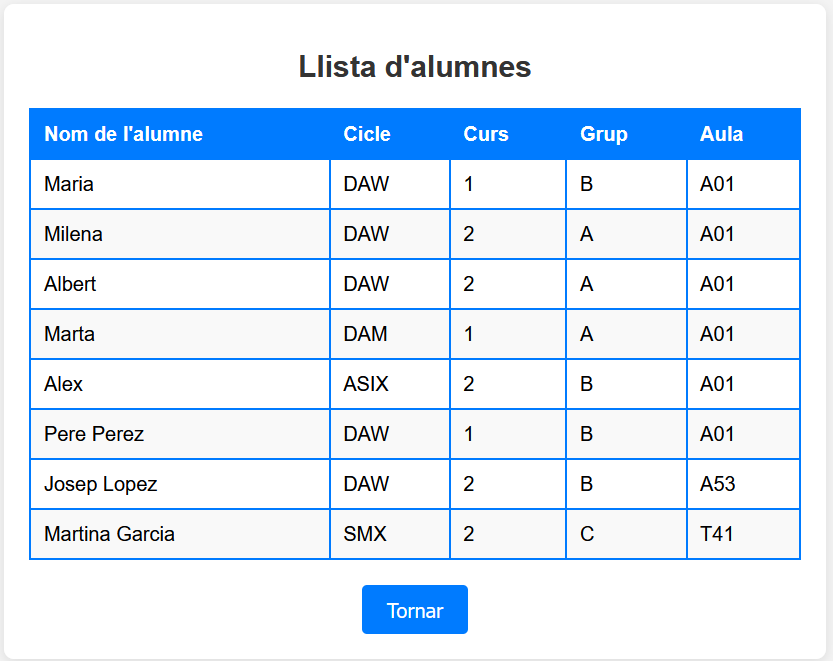 Llista d'alumnes
Nom de l'alumne Cicle Curs Grup Aula
Maria DAW 1 B A01
Milena DAW 2 A A01
Albert DAW 2 A A01
Marta DAM 1 A A01
Alex ASIX 2 B A01
Pere Perez DAW 1 B A01
Josep Lopez DAW 2 B A53
Martina Garcia SMX 2 C T41
Tornar